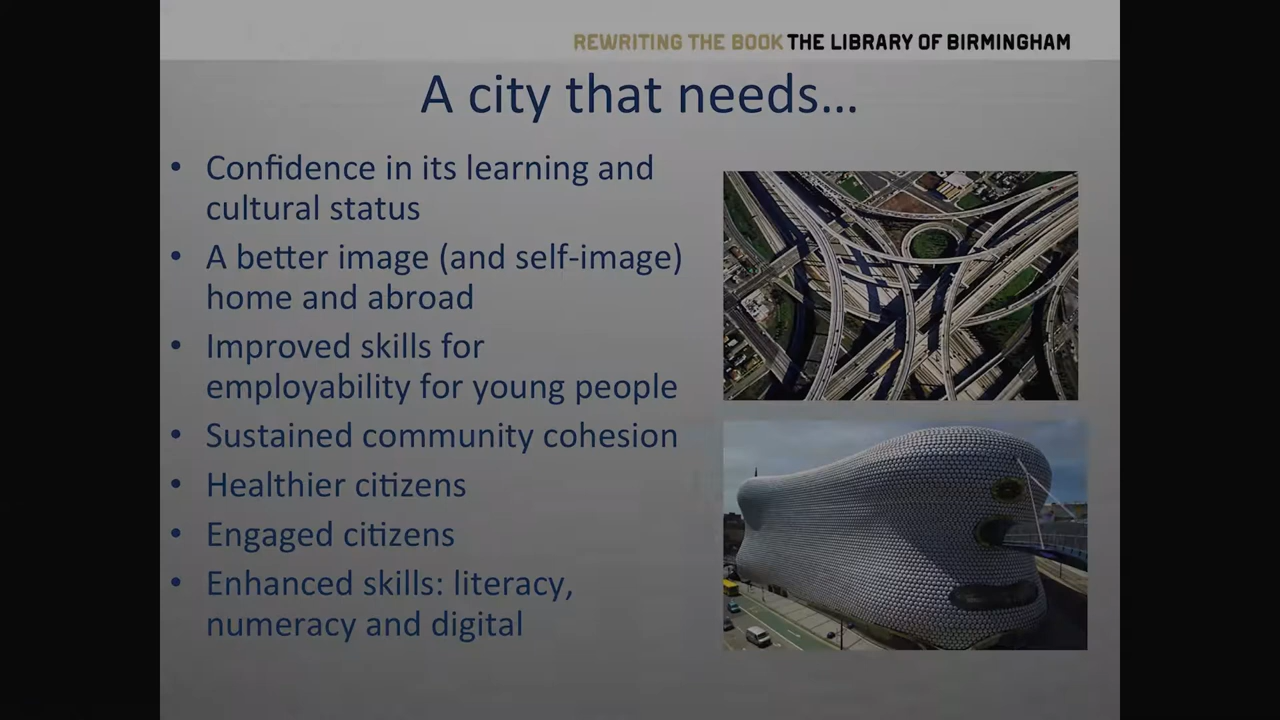 REWRITING THE BOOK THE LIBRARY OF BIRMINGHAM
A city that needs...
• Confidence in its learning and
cultural status
• A better image (and self-image)
home and abroad
• Improved skills for
employability for young people
• Sustained community cohesion
• Healthier citizens
• Engaged citizens
• Enhanced skills: literacy,
numeracy and digital